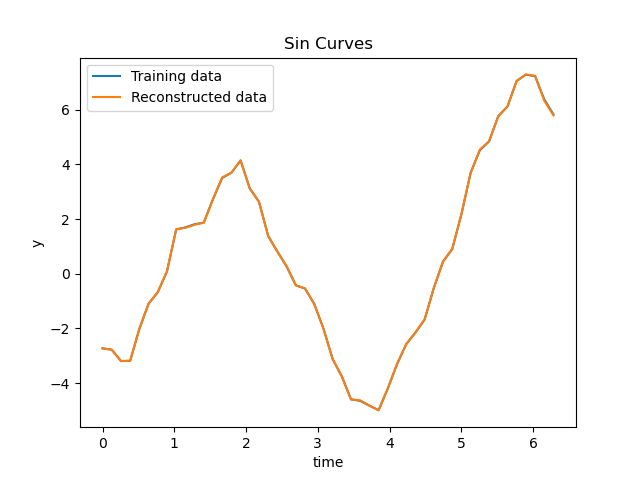 Sin Curves
Training data
Reconstructed data
6
4
2
0
−2
−4
y
0 1 2 3 4 5 6
time